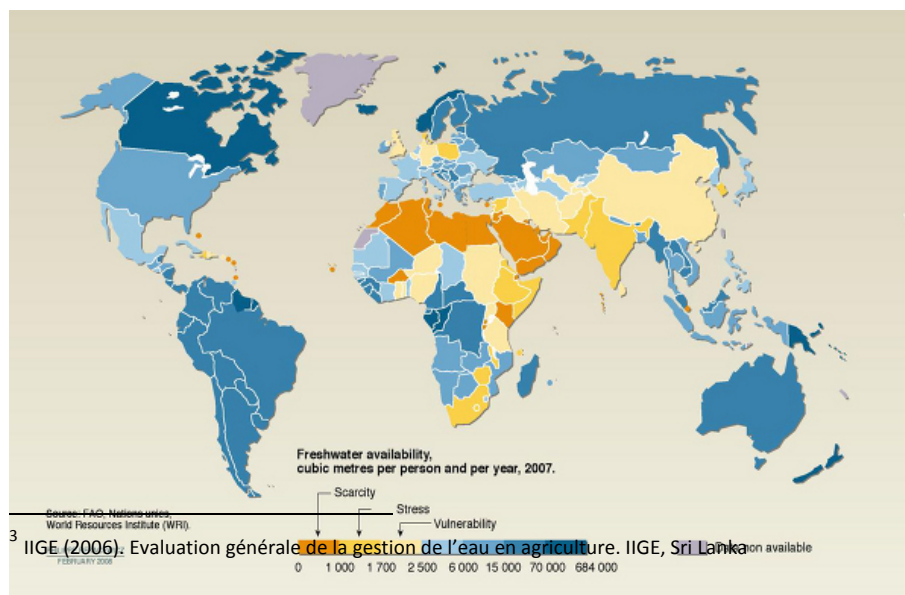 Freshwater availability,
cubic metres per person and per year, 2007.
Scarcity
Stress
Vulnerability
Source: FAO, Nations unies,
World Resources Institute (WRI).
3 IIGE (2006). Evaluation générale de la gestion de l’eau en agriculture. IIGE, Sri Lanka
non available
FEBRUARY 2008
0 1 000 1 700 2 500 6 000 15 000 70 000 684 000